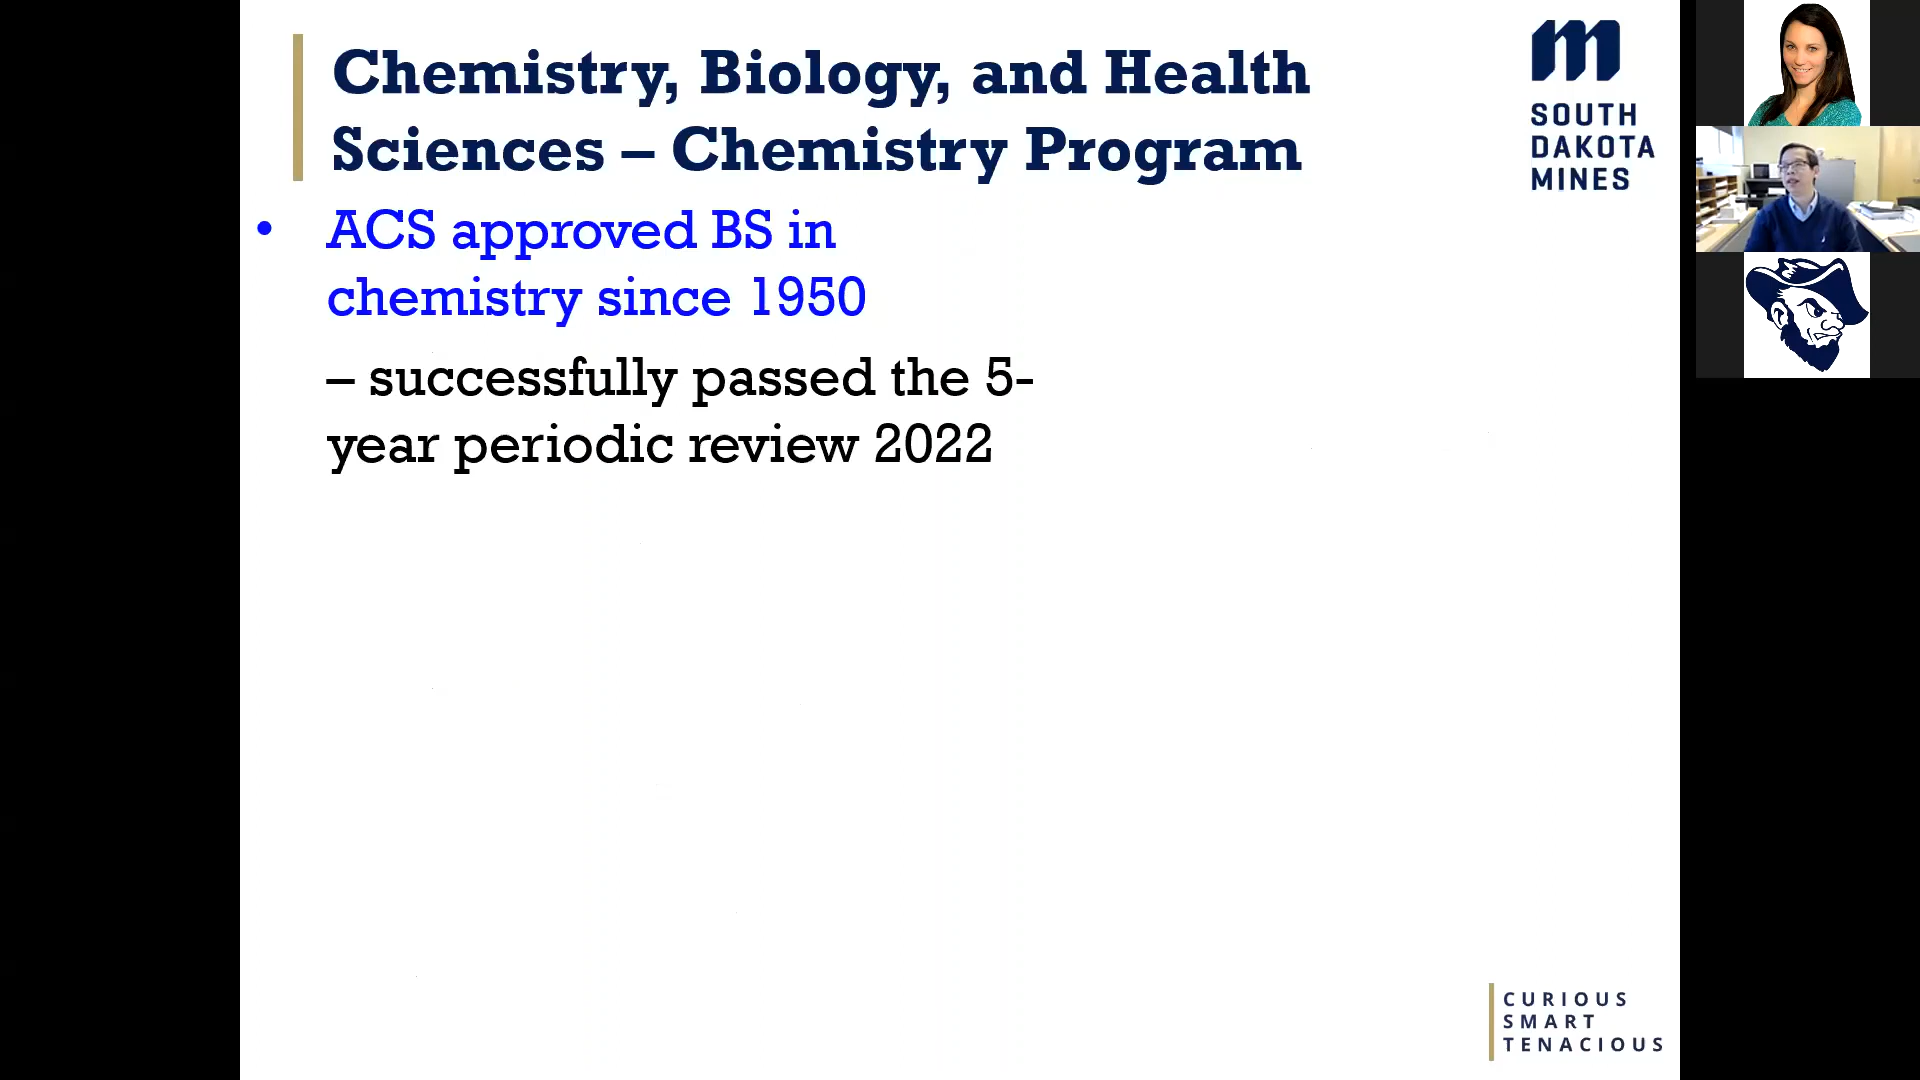 Chemistry, Biology, and Health
Sciences – Chemistry Program
• ACS approved BS in
chemistry since 1950
– successfully passed the 5-
year periodic review 2022
SOUTH
DAKOTA
MINES
CURIOUS
SMART
TENACIOUS